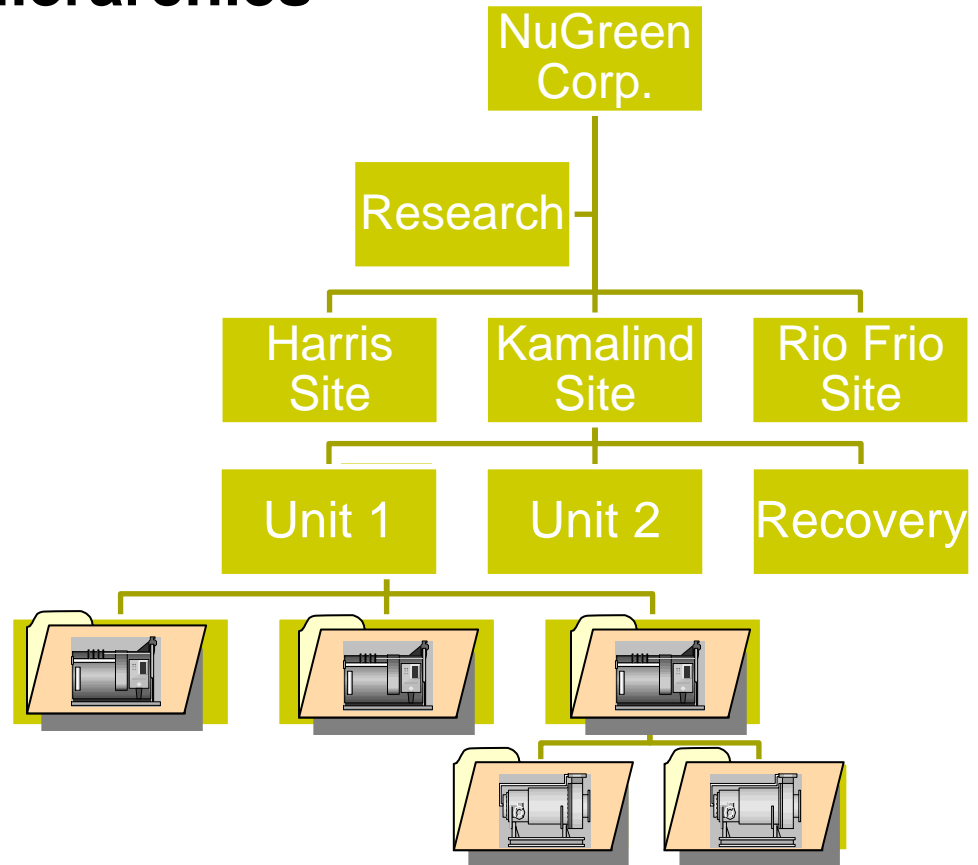 NuGreen
Corp.
Research
Harris
Site
Kamalind
Site
Rio Frio
Site
Unit 1
Unit 2
Recovery